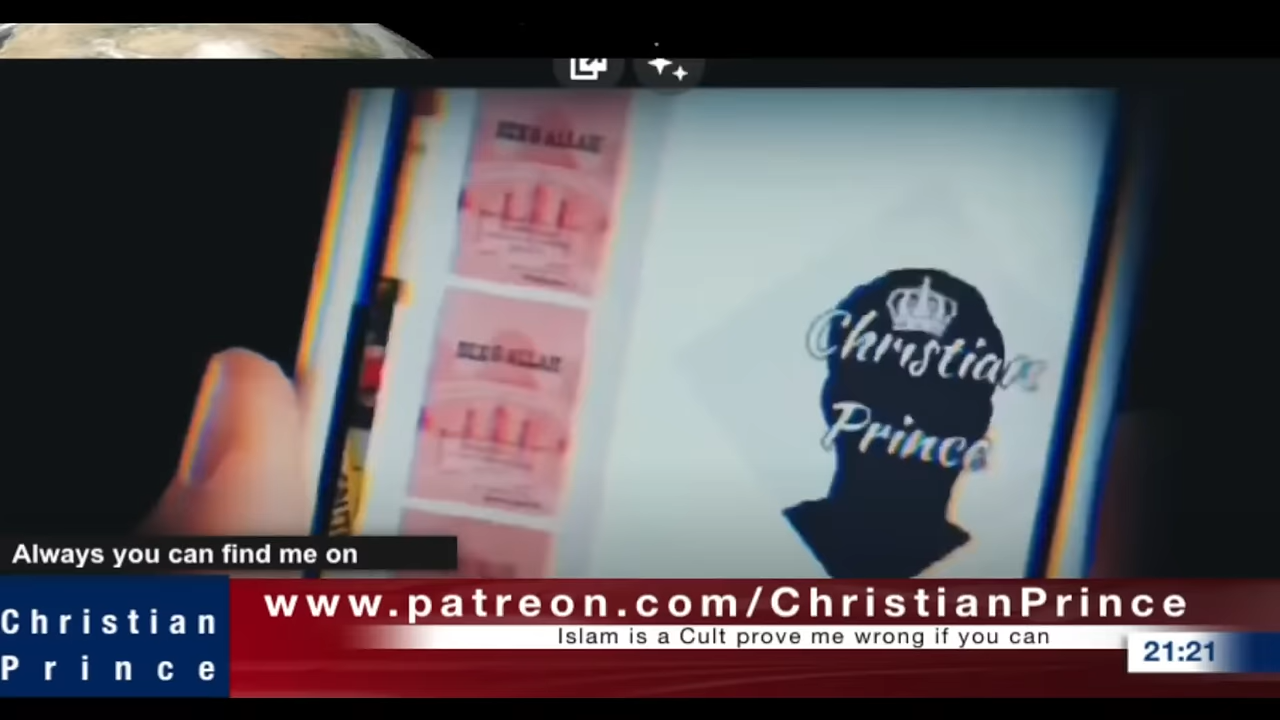 Christian
Prince
Always you can find me on
Christian
Prince
www.patreon.com/ChristianPrince
Islam is a Cult prove me wrong if you can
21:21